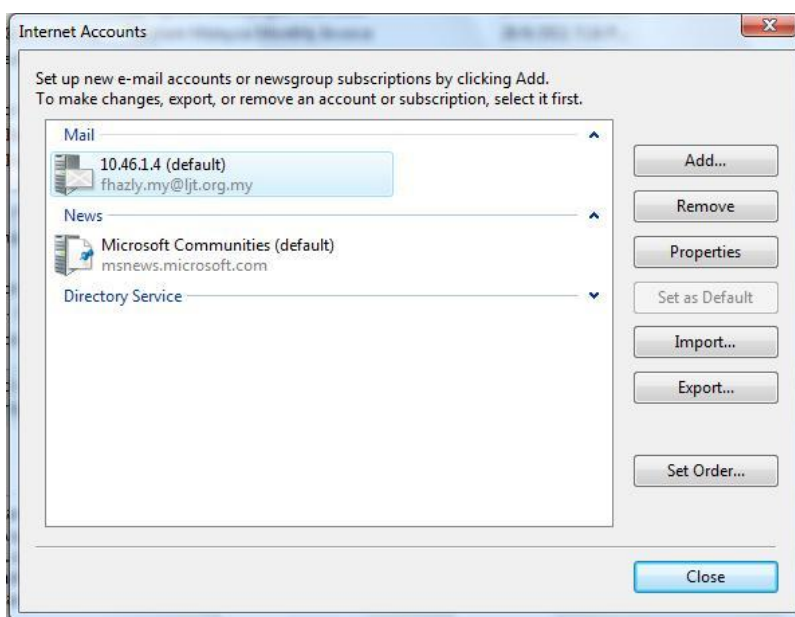 Internet Accounts
Set up new e-mail accounts or newsgroup subscriptions by clicking Add.
To make changes, export, or remove an account or subscription, select it first.
Mail
10.46.1.4 (default)
fhazly.my@ljt.org.my
News
Microsoft Communities (default)
msnews.microsoft.com
Directory Service
Add...
Remove
Properties
Set as Default
Import...
Export...
Set Order...
Close